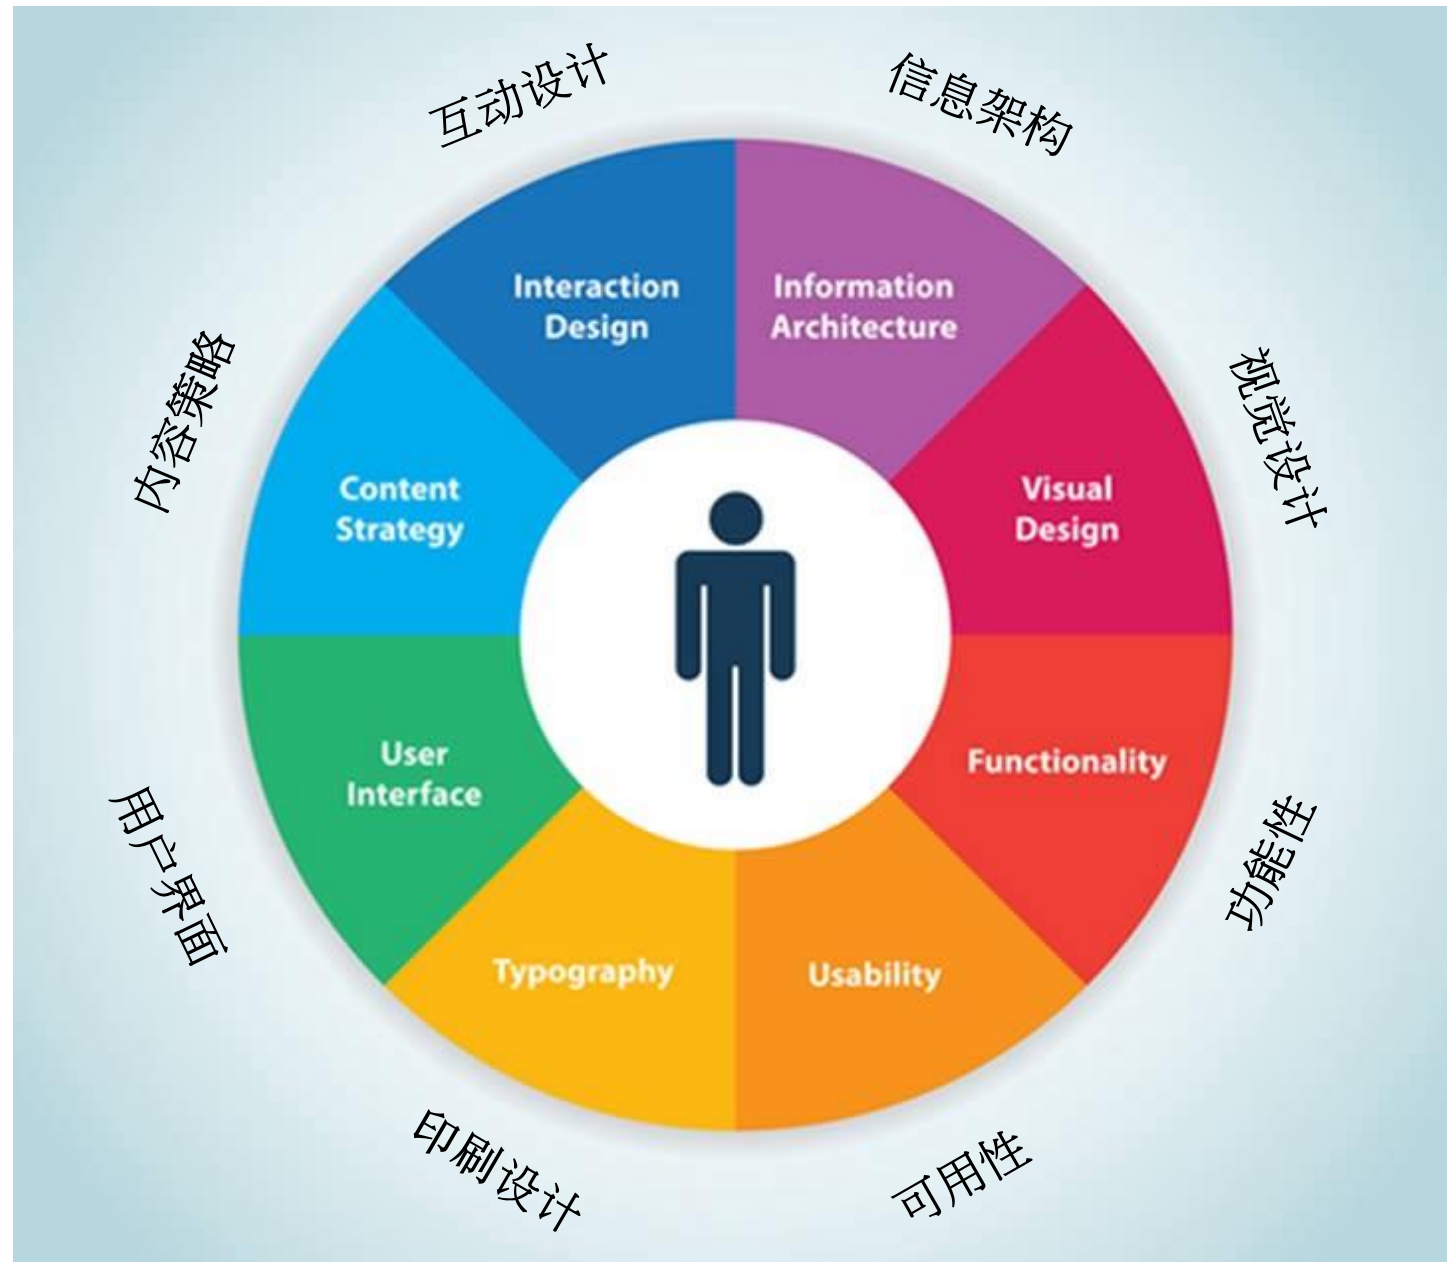 互动设计
信息架构
Interaction
Design
Information
Architecture
内容策略
视觉设计
Content
Strategy
Visual
Design
User
Interface
Functionality
用户界面
功能性
Typography
Usability
印刷设计
可用性